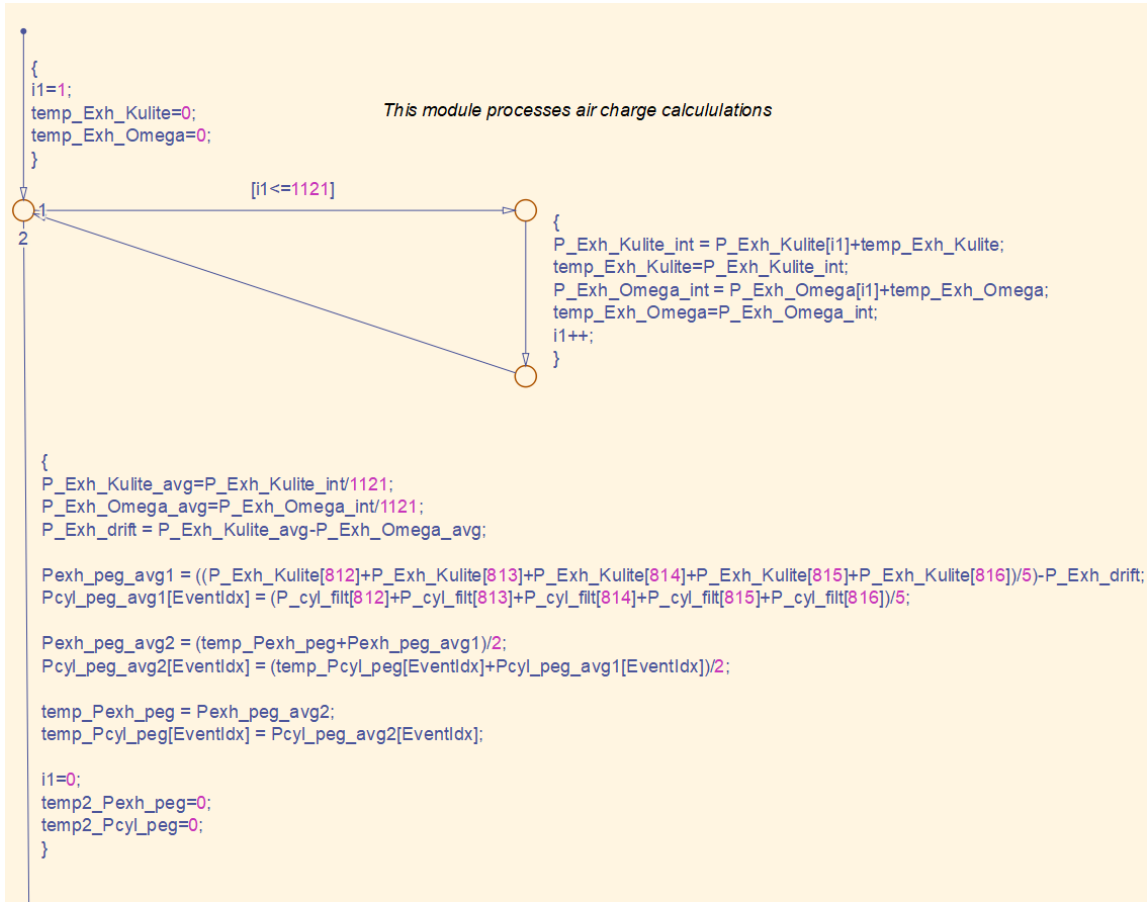 {
i1=1;
temp_Exh_Kulite=0;
temp_Exh_Omega=0;
}
This module processes air charge calcululations
[i1<=1121]
1
2
{
P_Exh_Kulite_int = P_Exh_Kulite[i1]+temp_Exh_Kulite;
temp_Exh_Kulite=P_Exh_Kulite_int;
P_Exh_Omega_int = P_Exh_Omega[i1]+temp_Exh_Omega;
temp_Exh_Omega=P_Exh_Omega_int;
i1++;
}
{
P_Exh_Kulite_avg=P_Exh_Kulite_int/1121;
P_Exh_Omega_avg=P_Exh_Omega_int/1121;
P_Exh_drift = P_Exh_Kulite_avg-P_Exh_Omega_avg;
Pexh_peg_avg1 = ((P_Exh_Kulite[812]+P_Exh_Kulite[813]+P_Exh_Kulite[814]+P_Exh_Kulite[815]+P_Exh_Kulite[816])/5)-P_Exh_drift;
Pcyl_peg_avg1[EventIdx] = (P_cyl_filt[812]+P_cyl_filt[813]+P_cyl_filt[814]+P_cyl_filt[815]+P_cyl_filt[816])/5;
Pexh_peg_avg2 = (temp_Pexh_peg+Pexh_peg_avg1)/2;
Pcyl_peg_avg2[EventIdx] = (temp_Pcyl_peg[EventIdx]+Pcyl_peg_avg1[EventIdx])/2;
temp_Pexh_peg = Pexh_peg_avg2;
temp_Pcyl_peg[EventIdx] = Pcyl_peg_avg2[EventIdx];
i1=0;
temp2_Pexh_peg=0;
temp2_Pcyl_peg=0;
}